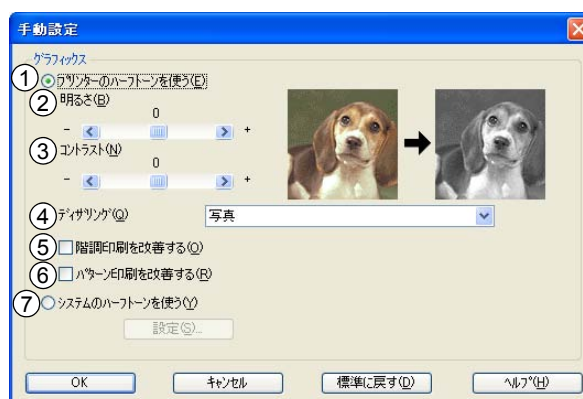 手動設定
グラフィックス
① プリンターのハーフトーンを使う(E)
② 明るさ(B)
0
- +
③ コントラスト(N)
0
- +
④ ディザリング(Q) 写真
⑤ 階調印刷を改善する(O)
⑥ パターン印刷を改善する(R)
⑦ システムのハーフトーンを使う(Y)
設定(S)...
OK キャンセル 標準に戻す(D) ヘルプ(H)